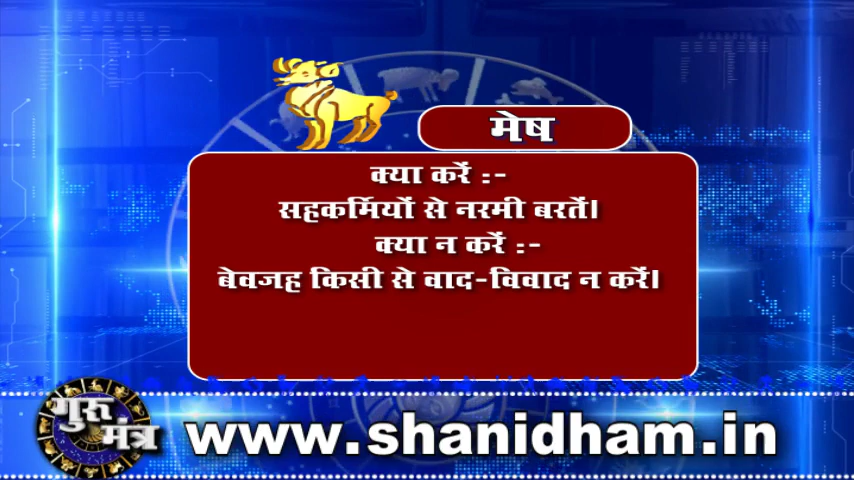 मेष
क्या करें :-
सहकर्मियों से नरमी बरतें।
क्या न करें :-
बेवजह किसी से वाद-विवाद न करें।
गुरु
मंत्र
www.shanidham.in